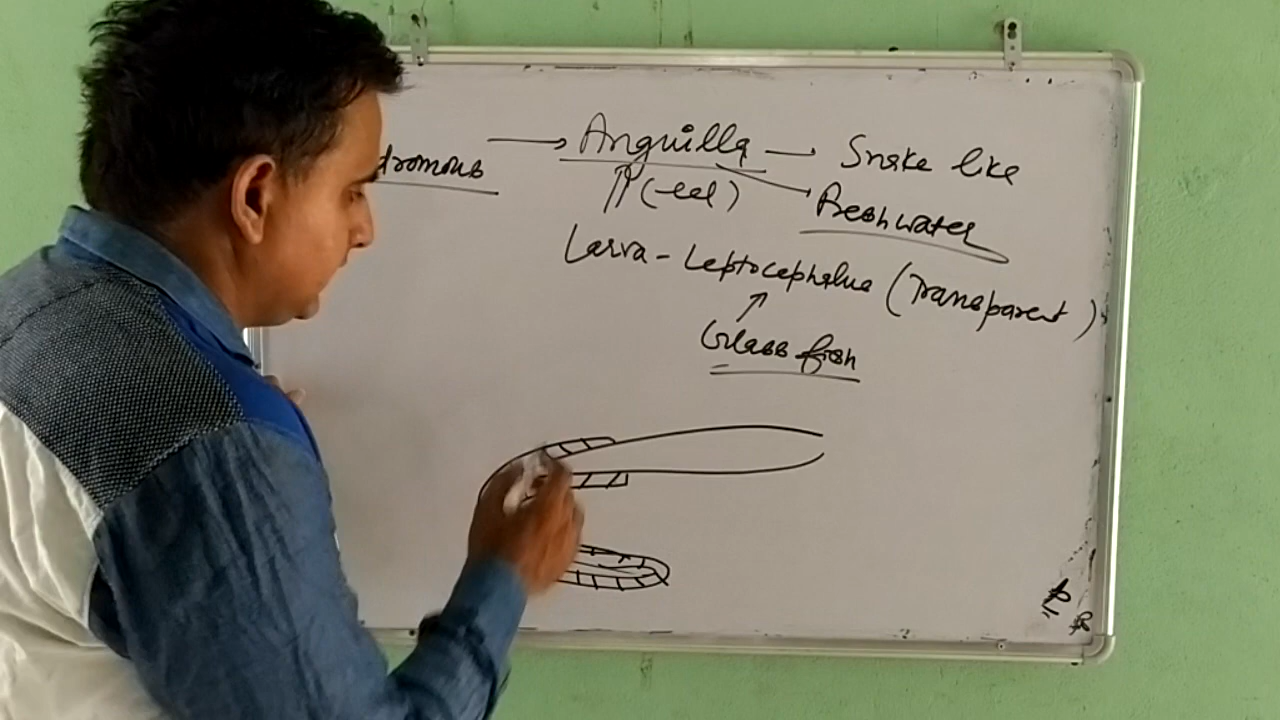 dromous → Anguilla — Snake like
(eel) Freshwater
Larva - Leptocephalus (Transparent)
Glass fish